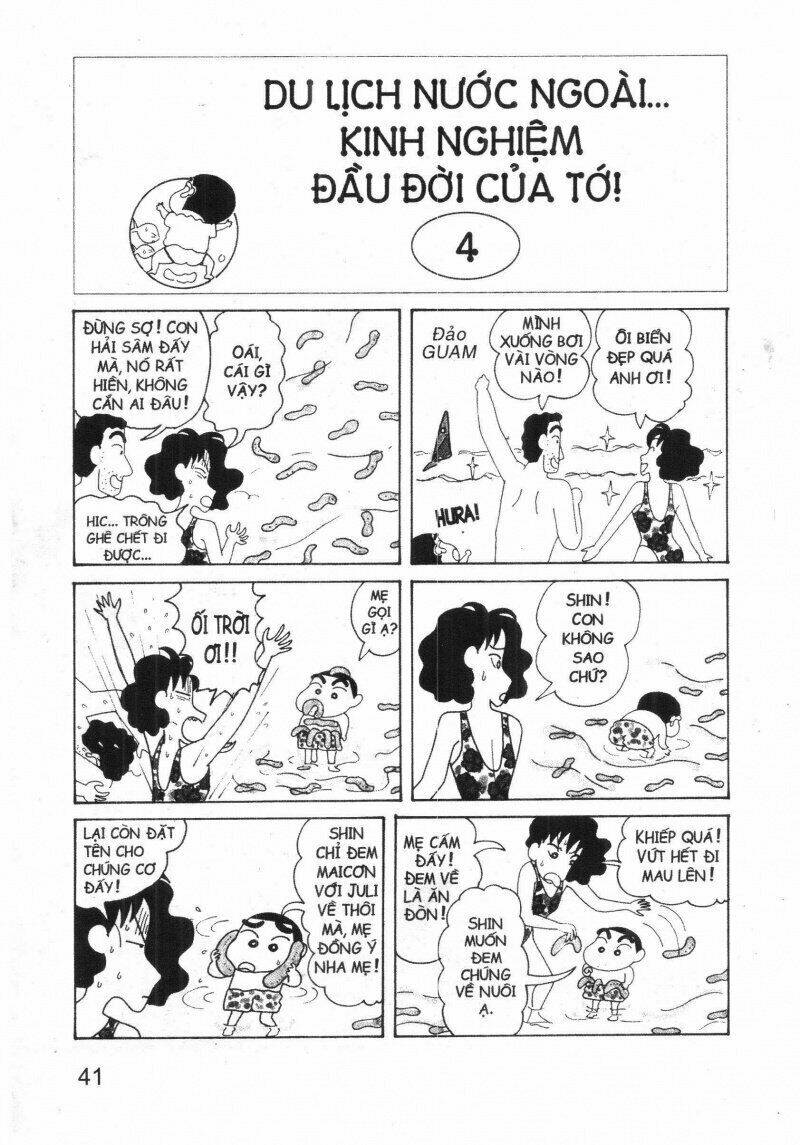 DU LỊCH NƯỚC NGOÀI...
KINH NGHIỆM
ĐẦU ĐỜI CỦA TỚ!
4
Đảo
GUAM
ÔI BIỂN
ĐẸP QUÁ
ANH ƠI!
MÌNH
XUỐNG BƠI
VÀI VÒNG
NÀO!
HURA!
OÁI,
CÁI GÌ
VẬY?
ĐỪNG SỢ! CON
HẢI SÂM ĐẤY
MÀ, NÓ RẤT
HIỀN, KHÔNG
CẮN AI ĐÂU!
HIC... TRÔNG
GHÊ CHẾT ĐI
ĐƯỢC...
SHIN!
CON
KHÔNG
SAO
CHỨ?
MẸ
GỌI
GÌ Ạ?
ỐI TRỜI
ƠI!!
KHIẾP QUÁ!
VỨT HẾT ĐI
MAU LÊN!
SHIN
MUỐN
ĐEM
CHÚNG
VỀ NUÔI
Ạ.
MẸ CẤM
ĐẤY!
ĐEM VỀ
LÀ ĂN
ĐÒN!
SHIN
CHỈ ĐEM
MAICƠN
VỚI JULI
VỀ THÔI
MÀ, MẸ
ĐỒNG Ý
NHA MẸ!
LẠI CÒN ĐẶT
TÊN CHO
CHÚNG CƠ
ĐẤY!
41